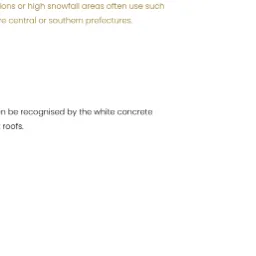 ions or high snowfall areas often use such
re central or southern prefectures.
n be recognised by the white concrete
roofs.